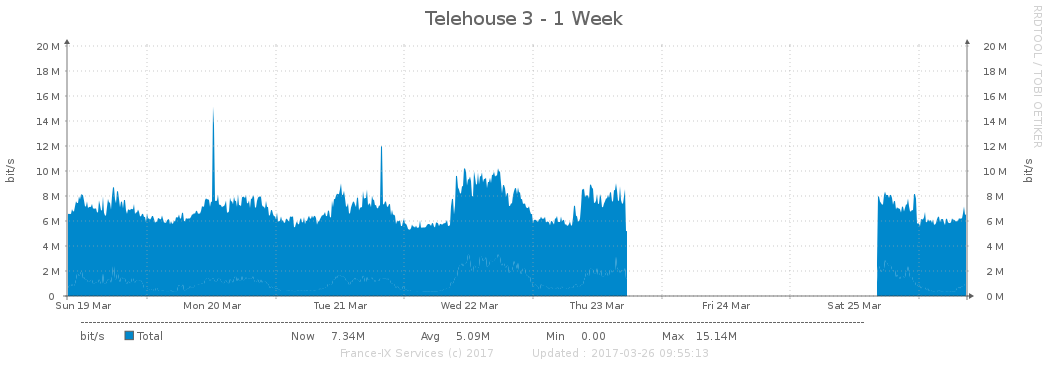 Telehouse 3 - 1 Week
RRDTOOL / TOBI OETIKER
bit/s
20 M 20 M
18 M 18 M
16 M 16 M
14 M 14 M
12 M 12 M
10 M 10 M
8 M 8 M
6 M 6 M
4 M 4 M
2 M 2 M
0 0 M
bit/s
Sun 19 Mar Mon 20 Mar Tue 21 Mar Wed 22 Mar Thu 23 Mar Fri 24 Mar Sat 25 Mar
bit/s Total Now 7.34M Avg 5.09M Min 0.00 Max 15.14M
France-IX Services (c) 2017 Updated : 2017-03-26 09:55:13